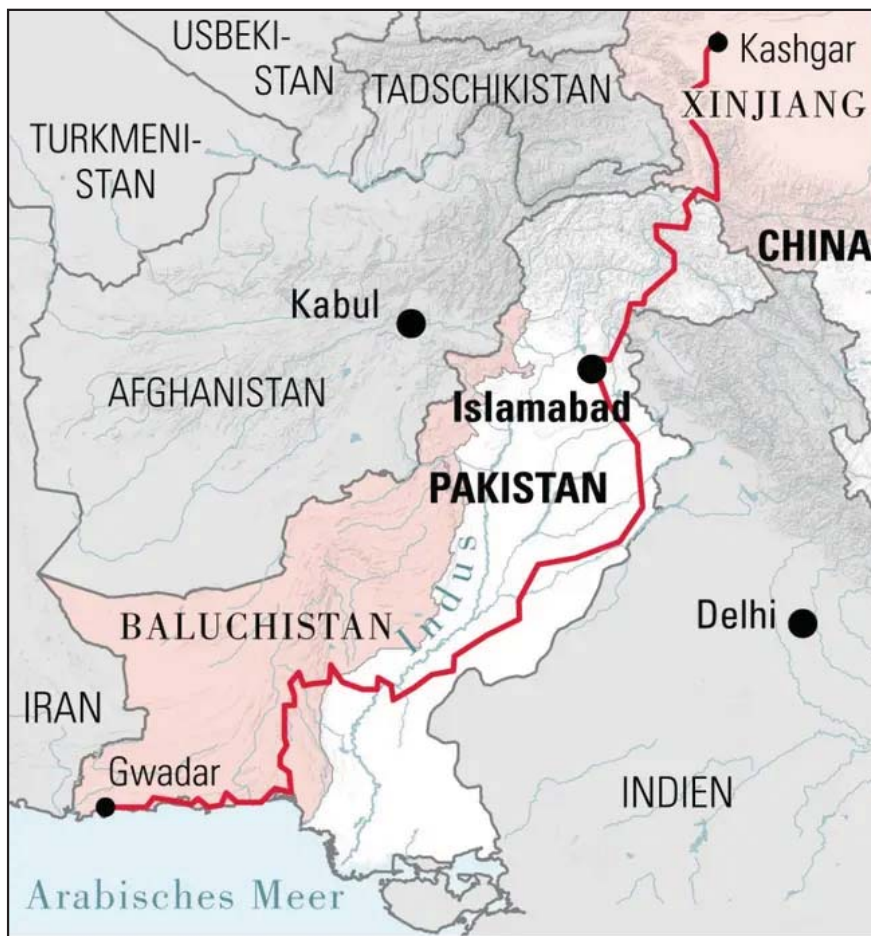 USBEKI-
STAN
Kashgar
TADSCHIKISTAN
XINJIANG
TURKMENI-
STAN
CHINA
Kabul
AFGHANISTAN
Islamabad
PAKISTAN
Indus
Delhi
BALUCHISTAN
IRAN
Gwadar
INDIEN
Arabisches Meer